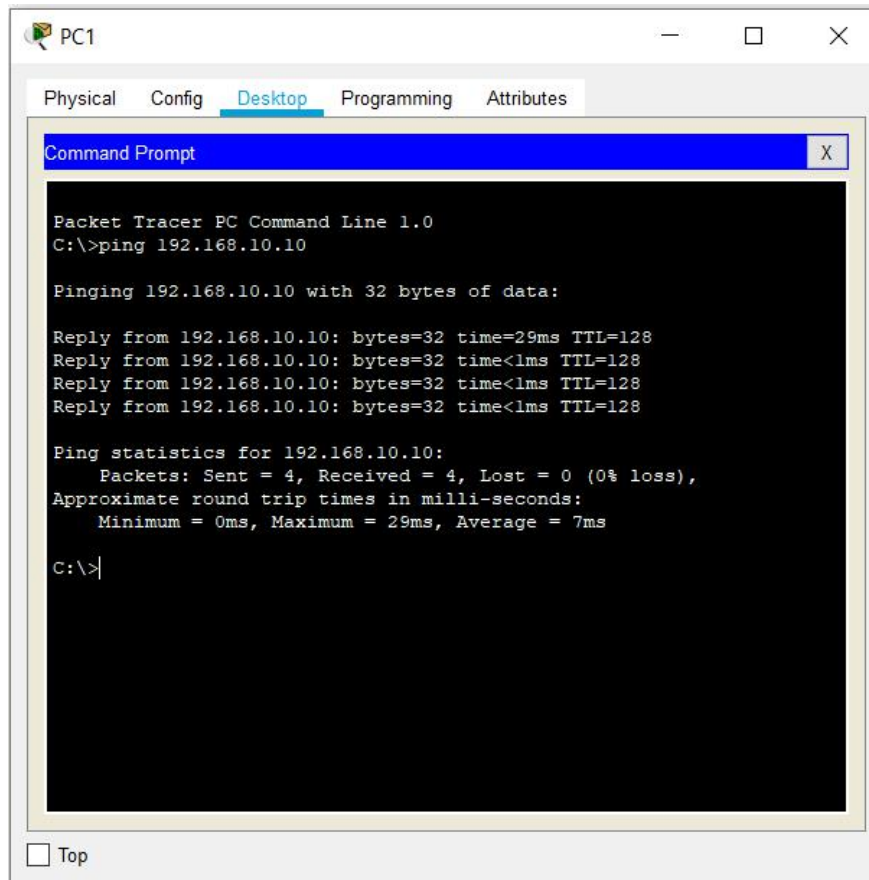 PC1
Physical Config Desktop Programming Attributes
Command Prompt X
Packet Tracer PC Command Line 1.0
C:\>ping 192.168.10.10
Pinging 192.168.10.10 with 32 bytes of data:
Reply from 192.168.10.10: bytes=32 time=29ms TTL=128
Reply from 192.168.10.10: bytes=32 time<1ms TTL=128
Reply from 192.168.10.10: bytes=32 time<1ms TTL=128
Reply from 192.168.10.10: bytes=32 time<1ms TTL=128
Ping statistics for 192.168.10.10:
Packets: Sent = 4, Received = 4, Lost = 0 (0% loss),
Approximate round trip times in milli-seconds:
Minimum = 0ms, Maximum = 29ms, Average = 7ms
C:\>
Top